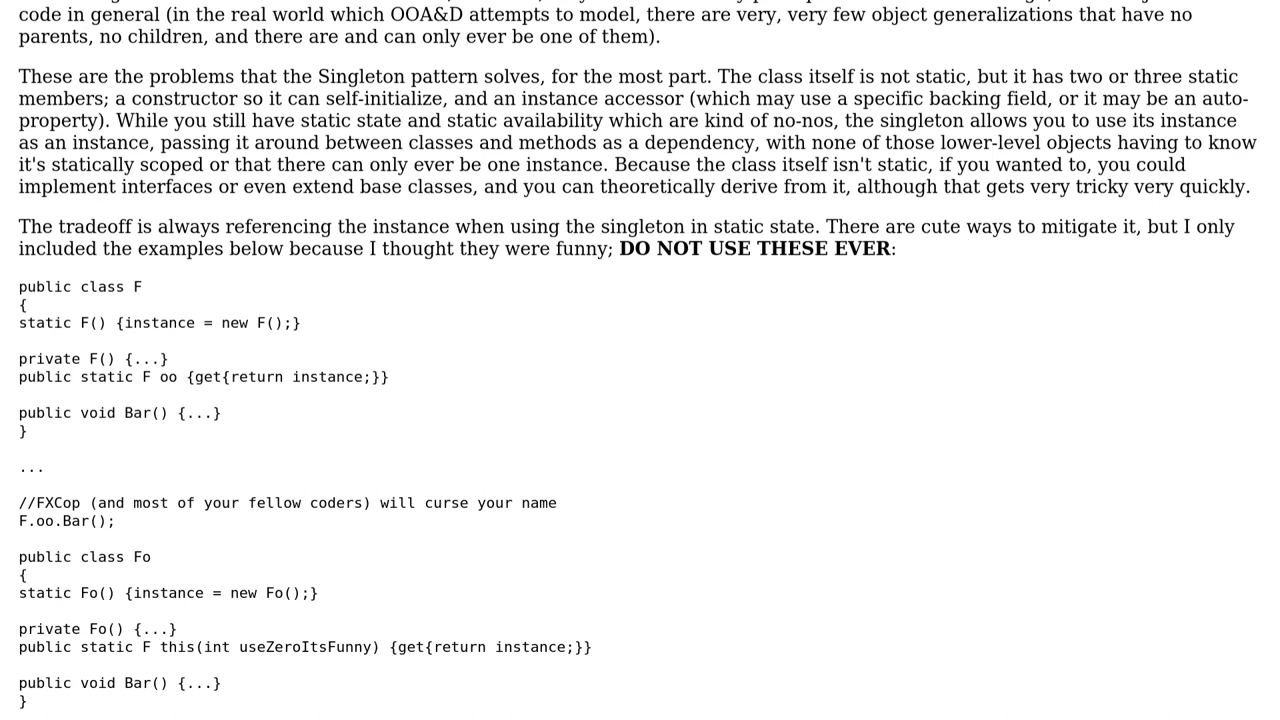 code in general (in the real world which OOA&D attempts to model, there are very, very few object generalizations that have no
parents, no children, and there are and can only ever be one of them).
These are the problems that the Singleton pattern solves, for the most part. The class itself is not static, but it has two or three static
members; a constructor so it can self-initialize, and an instance accessor (which may use a specific backing field, or it may be an auto-
property). While you still have static state and static availability which are kind of no-nos, the singleton allows you to use its instance
as an instance, passing it around between classes and methods as a dependency, with none of those lower-level objects having to know
it's statically scoped or that there can only ever be one instance. Because the class itself isn't static, if you wanted to, you could
implement interfaces or even extend base classes, and you can theoretically derive from it, although that gets very tricky very quickly.
The tradeoff is always referencing the instance when using the singleton in static state. There are cute ways to mitigate it, but I only
included the examples below because I thought they were funny; DO NOT USE THESE EVER:
public class F
{
static F() {instance = new F();}
private F() {...}
public static F oo {get{return instance;}}
public void Bar() {...}
}
...
//FXCop (and most of your fellow coders) will curse your name
F.oo.Bar();
public class Fo
{
static Fo() {instance = new Fo();}
private Fo() {...}
public static F this(int useZeroItsFunny) {get{return instance;}}
public void Bar() {...}
}